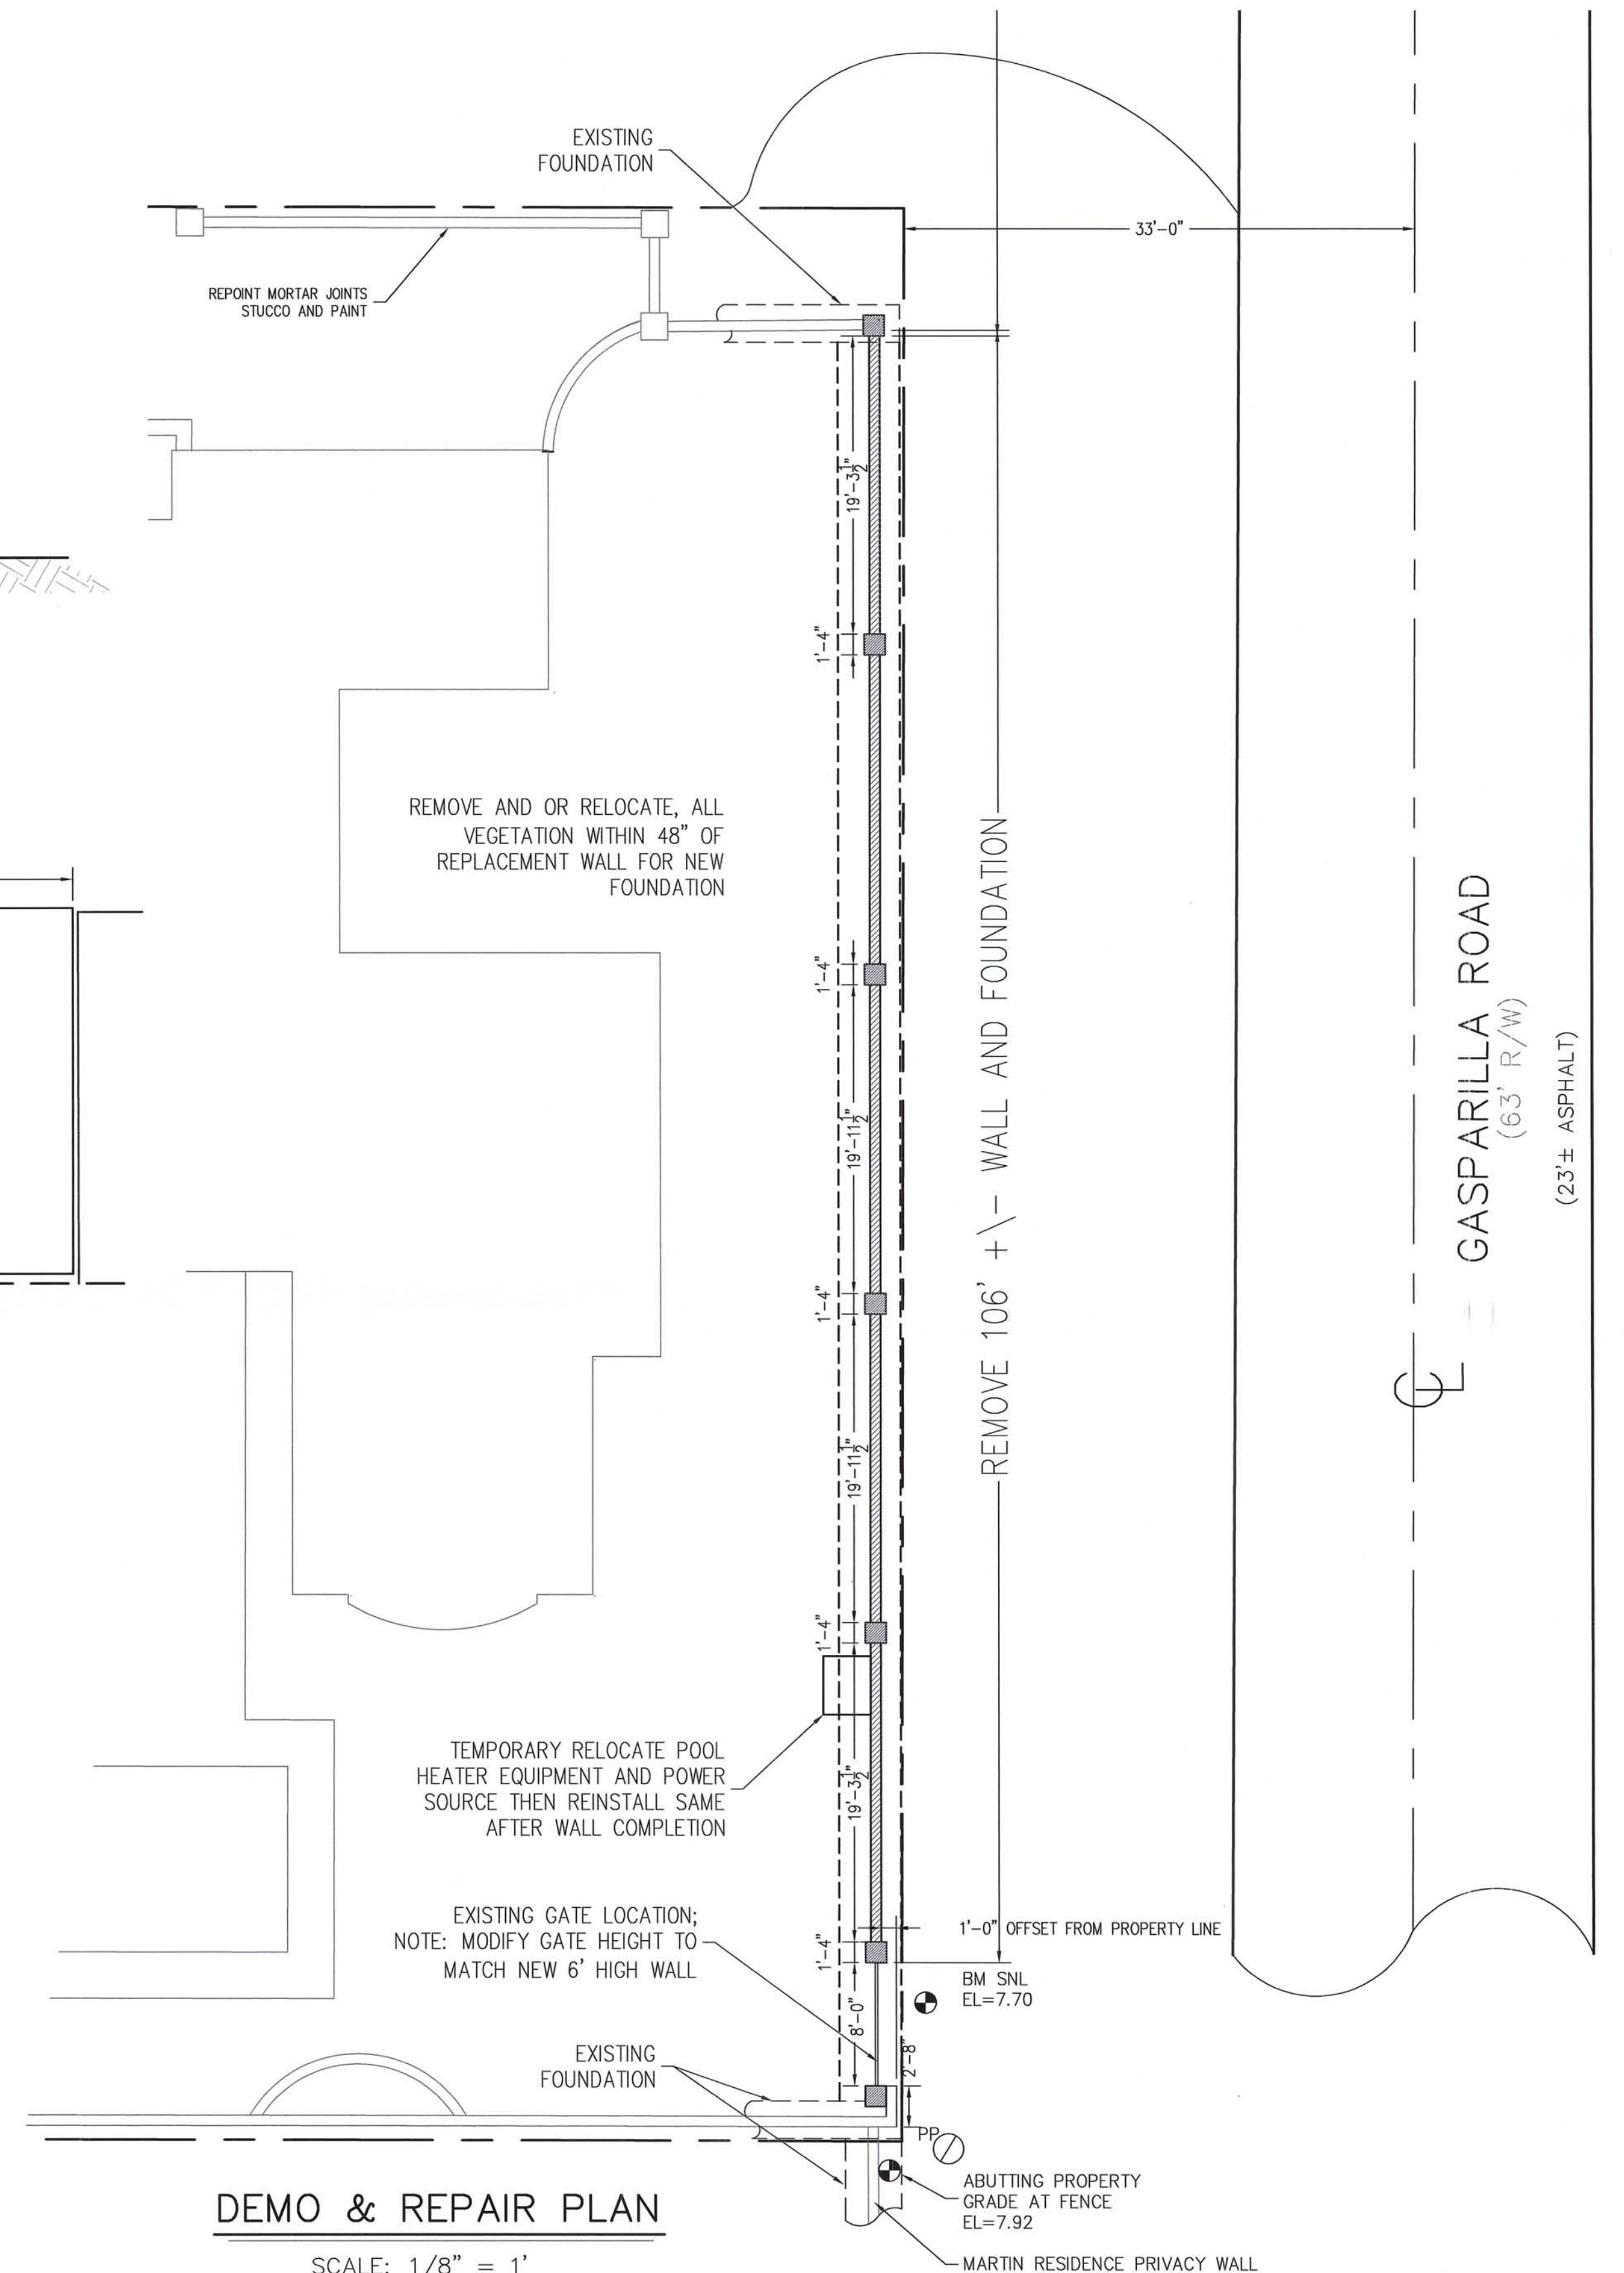 EXISTING
FOUNDATION
33'-0"
REPOINT MORTAR JOINTS
STUCCO AND PAINT
19'-3½"
1'-4"
REMOVE AND OR RELOCATE, ALL
VEGETATION WITHIN 48" OF
REPLACEMENT WALL FOR NEW
FOUNDATION
1'-4"
19'-11½"
1'-4"
19'-11½"
1'-4"
REMOVE 106' +\- WALL AND FOUNDATION
GASPARILLA ROAD
(63' R/W)
(23'± ASPHALT)
CL
TEMPORARY RELOCATE POOL
HEATER EQUIPMENT AND POWER
SOURCE THEN REINSTALL SAME
AFTER WALL COMPLETION
19'-3½"
EXISTING GATE LOCATION;
NOTE: MODIFY GATE HEIGHT TO
MATCH NEW 6' HIGH WALL
1'-4"
1'-0" OFFSET FROM PROPERTY LINE
BM SNL
EL=7.70
8'-0"
2'-8"
EXISTING
FOUNDATION
PP
ABUTTING PROPERTY
GRADE AT FENCE
EL=7.92
MARTIN RESIDENCE PRIVACY WALL
DEMO & REPAIR PLAN
SCALE: 1/8" = 1'